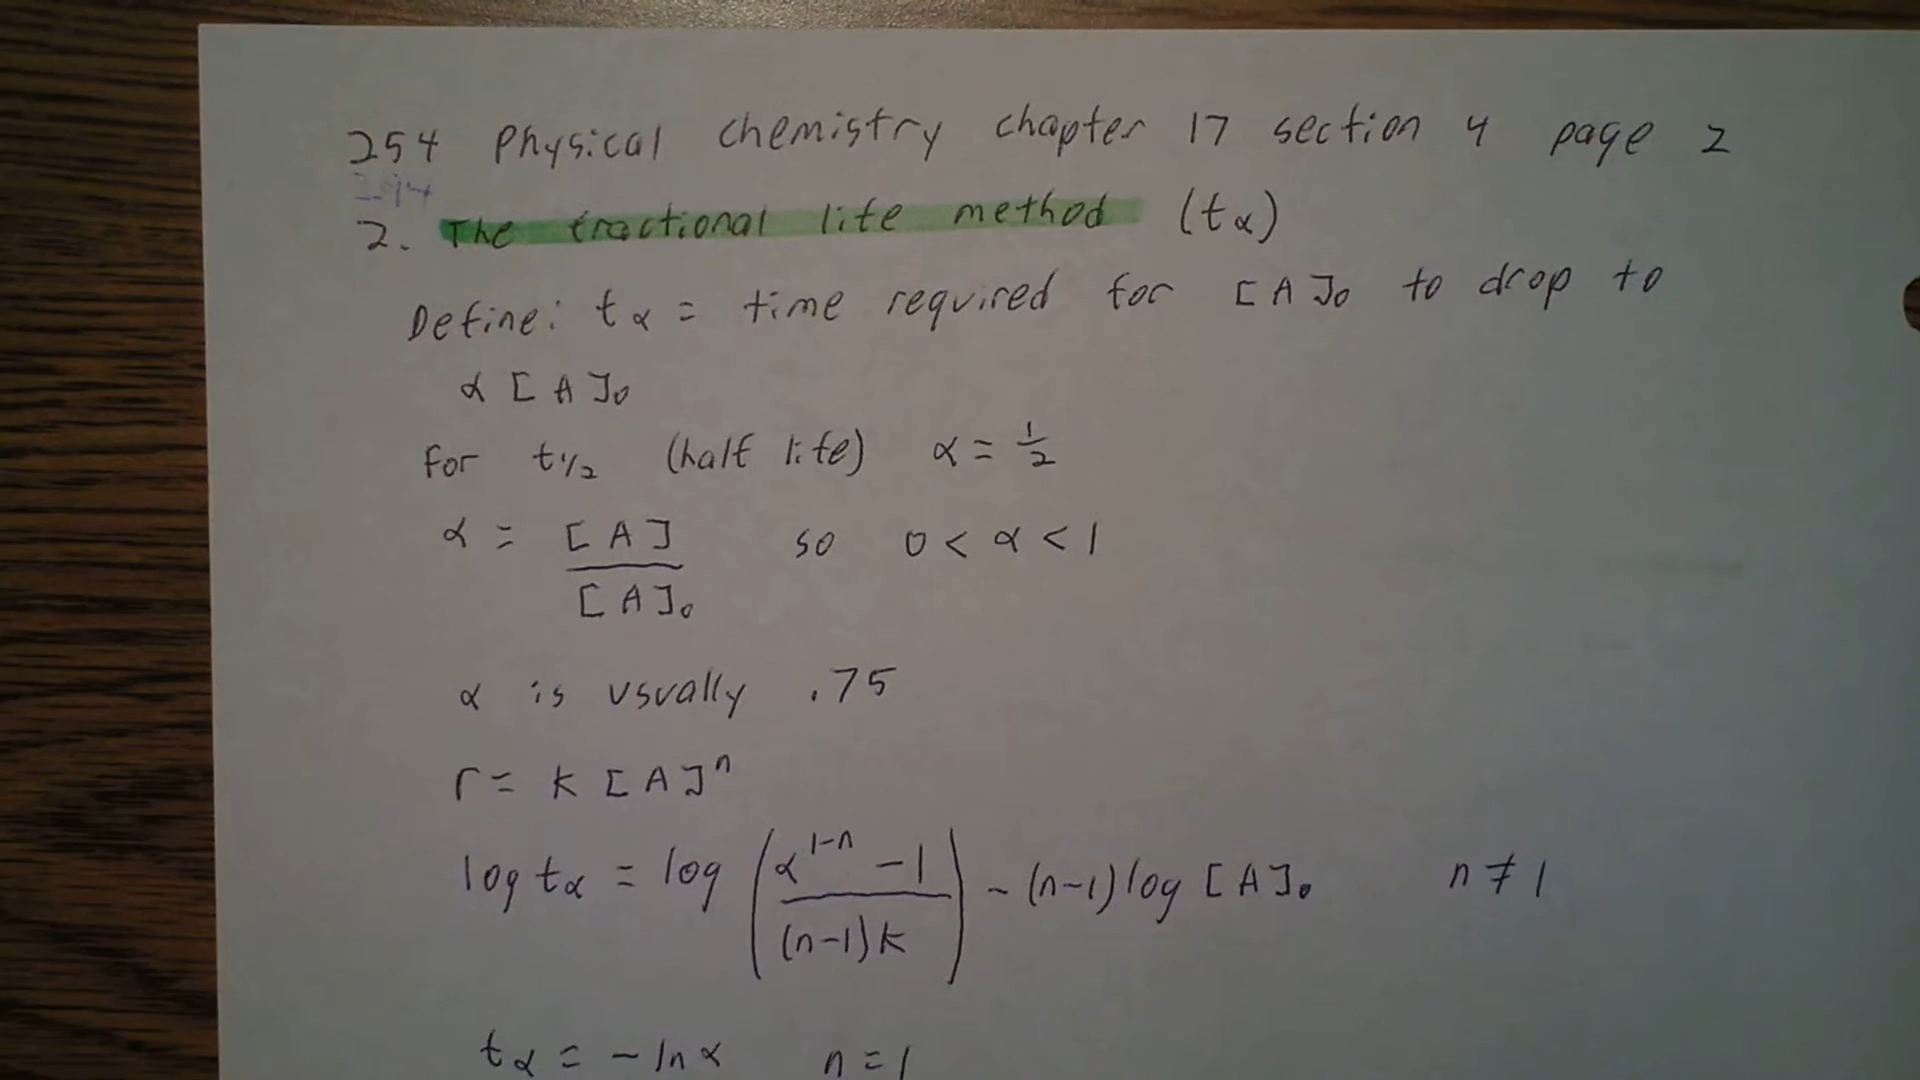 254 Physical chemistry chapter 17 section 4 page 2
2. The fractional life method (tα)
Define: tα = time required for [A]₀ to drop to
α[A]₀
For t1/2 (half life) α = 1/2
α = [A]/[A]₀ so 0 < α < 1
α is usually .75
r = k[A]ⁿ
log tα = log((α^(1-n) - 1)/((n-1)k)) - (n-1) log [A]₀ n ≠ 1
tα = -ln α n = 1